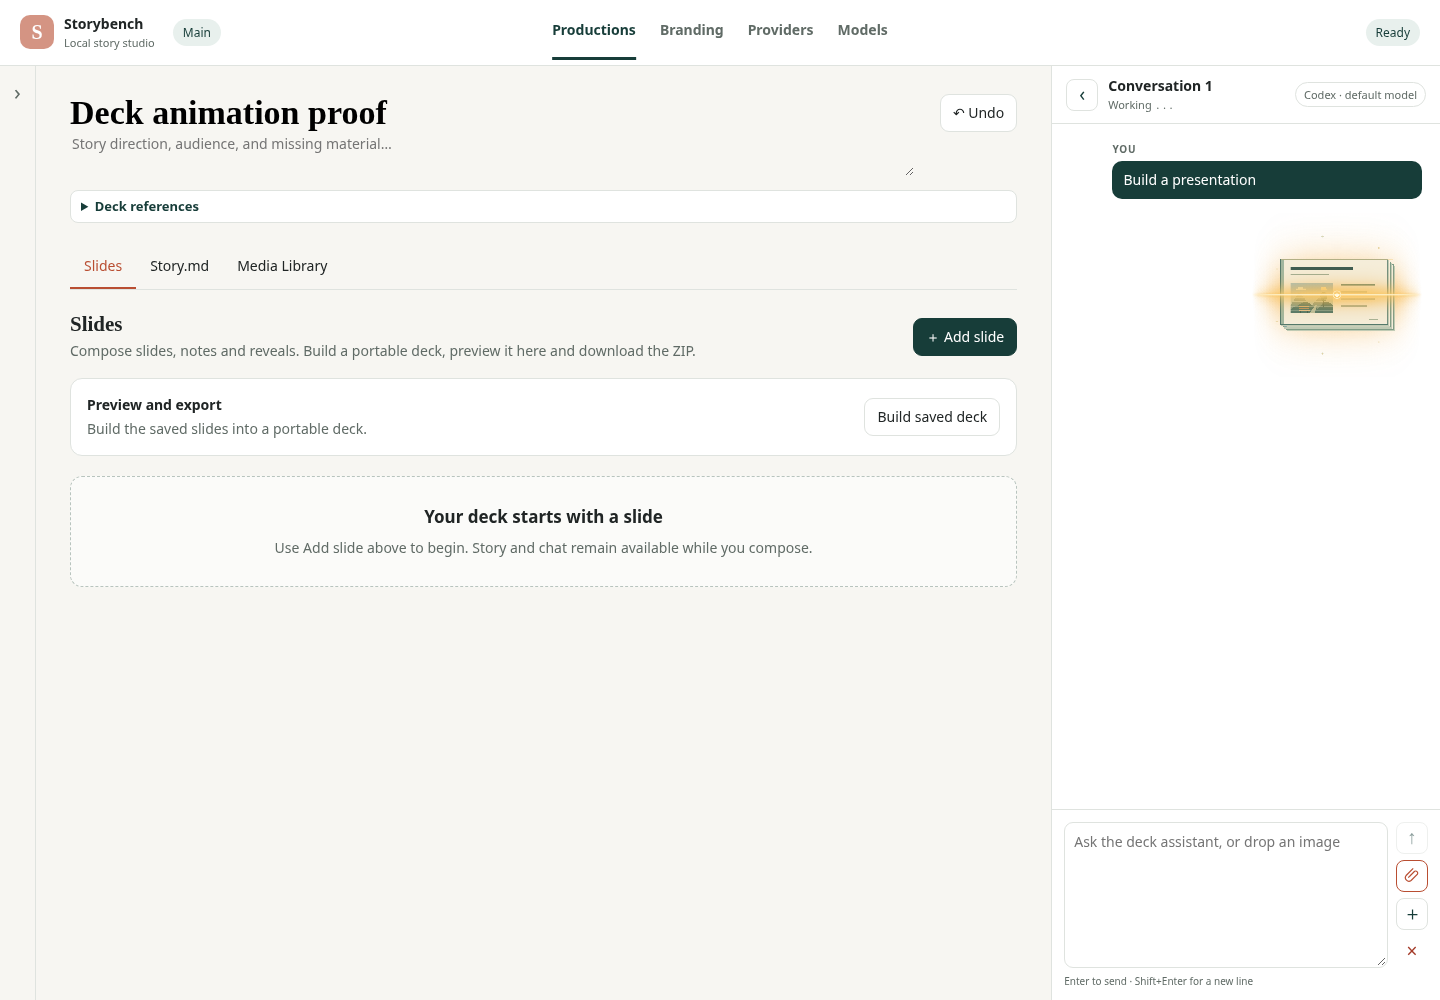 S
Storybench
Local story studio
Main
Productions
Branding
Providers
Models
Ready
›
Deck animation proof
Story direction, audience, and missing material...
↶ Undo
▶ Deck references
Slides
Story.md
Media Library
Slides
Compose slides, notes and reveals. Build a portable deck, preview it here and download the ZIP.
+ Add slide
Preview and export
Build the saved slides into a portable deck.
Build saved deck
Your deck starts with a slide
Use Add slide above to begin. Story and chat remain available while you compose.
‹
Conversation 1
Working . . .
Codex · default model
YOU
Build a presentation
Ask the deck assistant, or drop an image
↑
+
×
Enter to send · Shift+Enter for a new line